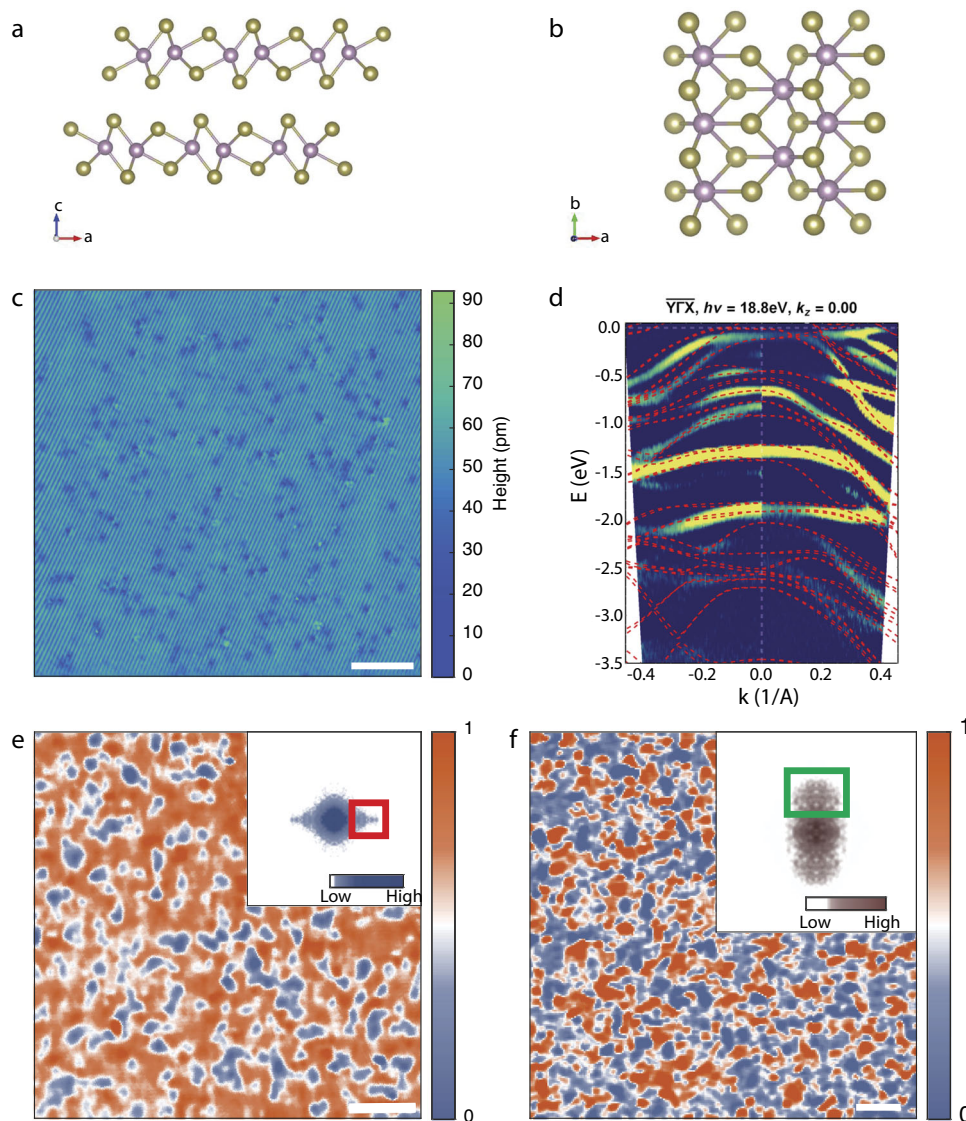 a
b
c
a
b
a
c
90
80
70
60
50
40
30
20
10
0
Height (pm)
d
YΓX, hν = 18.8eV, k_z = 0.00
0.0
-0.5
-1.0
-1.5
-2.0
-2.5
-3.0
-3.5
E (eV)
-0.4 -0.2 0.0 0.2 0.4
k (1/A)
e
Low High
1
0
f
Low High
1
0